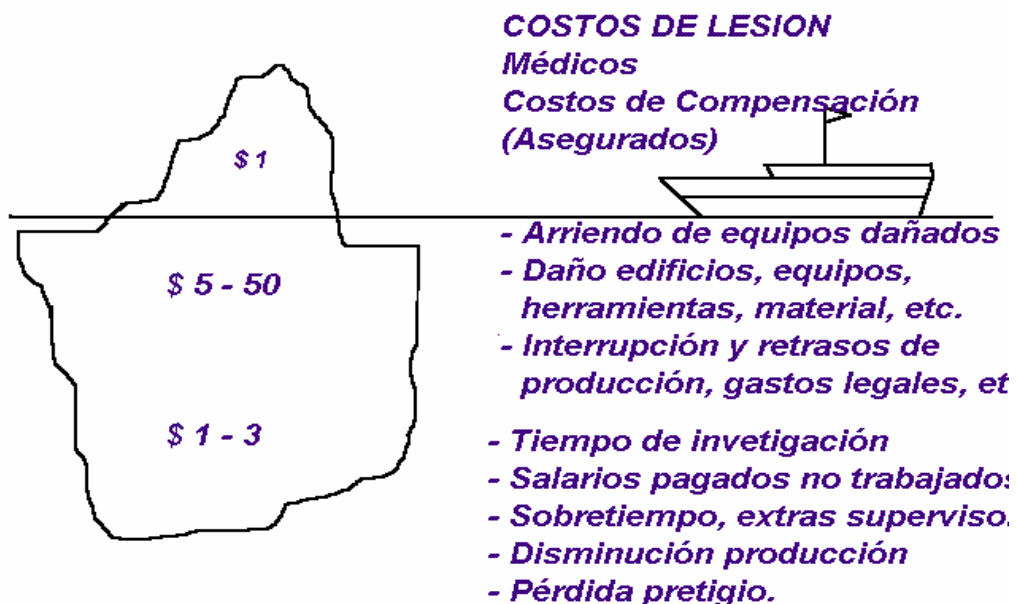 COSTOS DE LESION
Médicos
Costos de Compensación
(Asegurados)
$ 1
- Arriendo de equipos dañados
- Daño edificios, equipos,
herramientas, material, etc.
$ 5 - 50
- Interrupción y retrasos de
producción, gastos legales, et
$ 1 - 3
- Tiempo de invetigación
- Salarios pagados no trabajados
- Sobretiempo, extras superviso
- Disminución producción
- Pérdida pretigio.